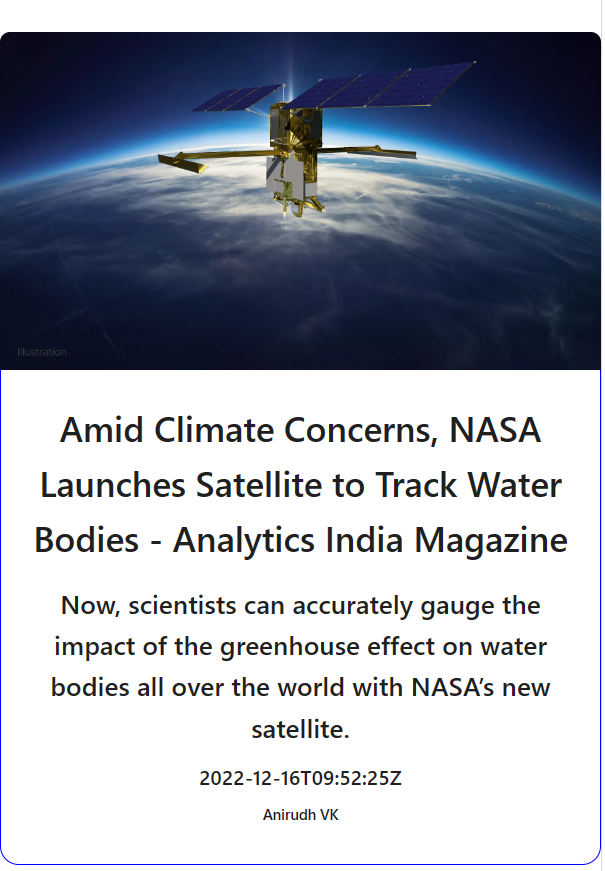 Illustration
Amid Climate Concerns, NASA
Launches Satellite to Track Water
Bodies - Analytics India Magazine
Now, scientists can accurately gauge the
impact of the greenhouse effect on water
bodies all over the world with NASA’s new
satellite.
2022-12-16T09:52:25Z
Anirudh VK